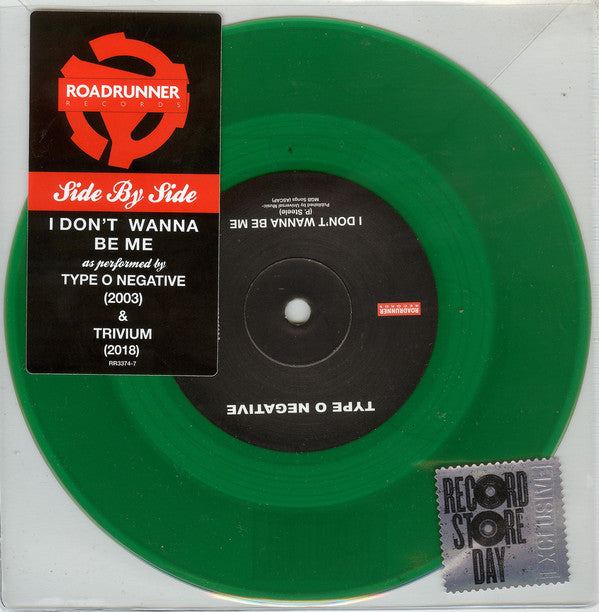 ROADRUNNER
RECORDS
Side By Side
I DON'T WANNA
BE ME
as performed by
TYPE O NEGATIVE
(2003)
&
TRIVIUM
(2018)
RR3374-7
I DON'T WANNA BE ME
(P. Steele)
Published by Universal Music-
MGB Songs (ASCAP)
ROADRUNNER
RECORDS
TYPE O NEGATIVE
RECORD
STORE
DAY
EXCLUSIVE